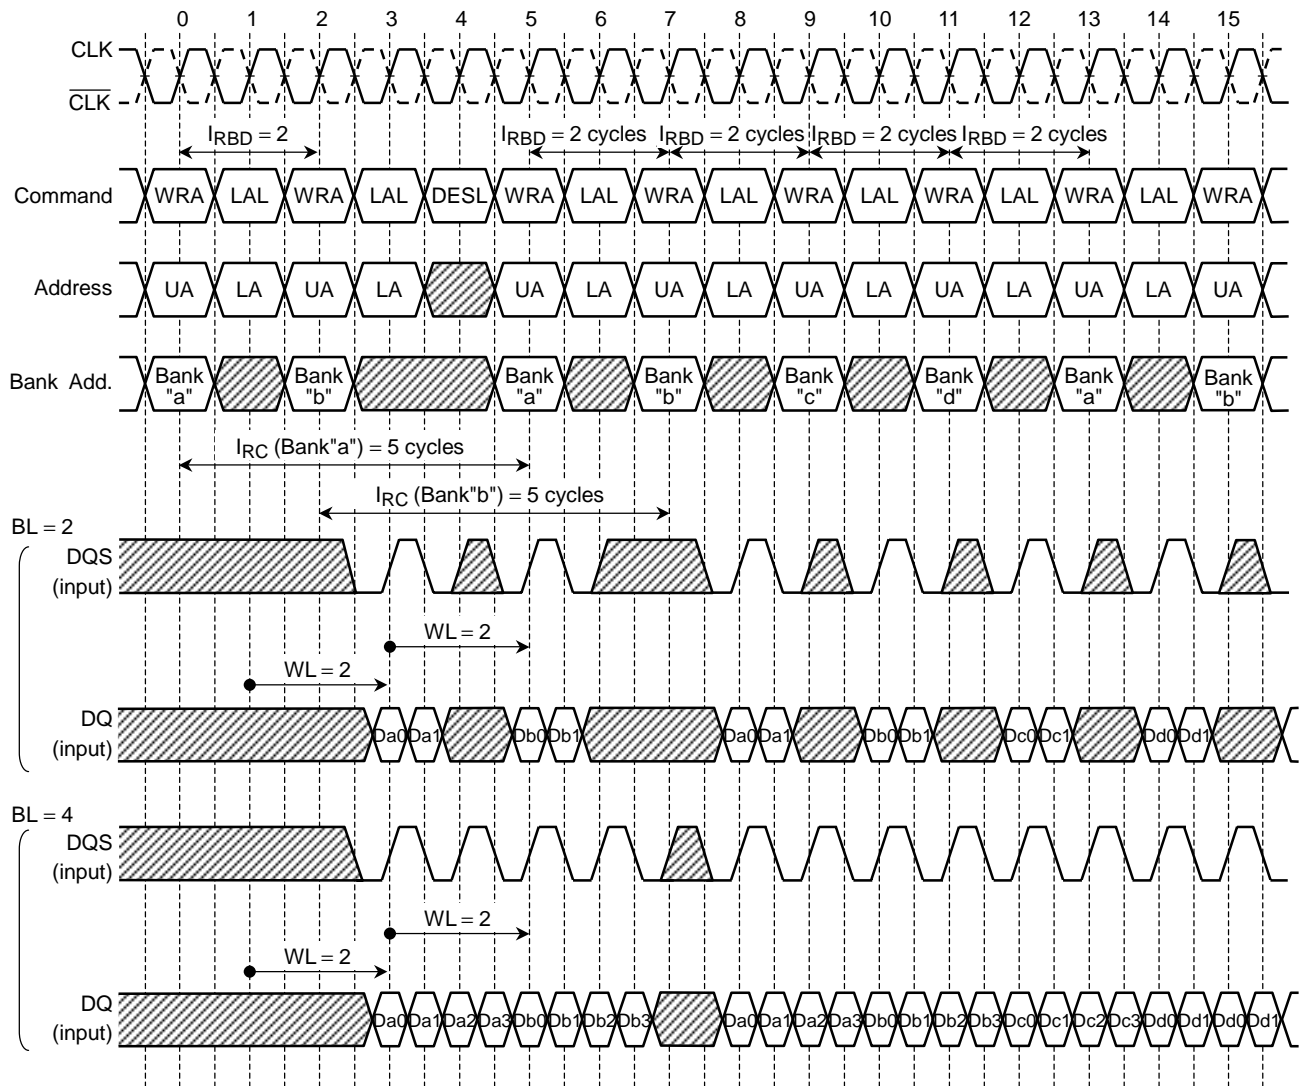 0 1 2 3 4 5 6 7 8 9 10 11 12 13 14 15
CLK
CLK
IRBD = 2 IRBD = 2 cycles IRBD = 2 cycles IRBD = 2 cycles IRBD = 2 cycles
Command WRA LAL WRA LAL DESL WRA LAL WRA LAL WRA LAL WRA LAL WRA LAL WRA
Address UA LA UA LA UA LA UA LA UA LA UA LA UA LA UA
Bank Add. Bank "a" Bank "b" Bank "a" Bank "b" Bank "c" Bank "d" Bank "a" Bank "b"
IRC (Bank"a") = 5 cycles
IRC (Bank"b") = 5 cycles
BL = 2
DQS
(input)
WL = 2
WL = 2
DQ
(input)
Da0 Da1 Db0 Db1 Da0 Da1 Db0 Db1 Dc0 Dc1 Dd0 Dd1
BL = 4
DQS
(input)
WL = 2
WL = 2
DQ
(input)
Da0 Da1 Da2 Da3 Db0 Db1 Db2 Db3 Da0 Da1 Da2 Da3 Db0 Db1 Db2 Db3 Dc0 Dc1 Dc2 Dc3 Dd0 Dd1 Dd0 Dd1